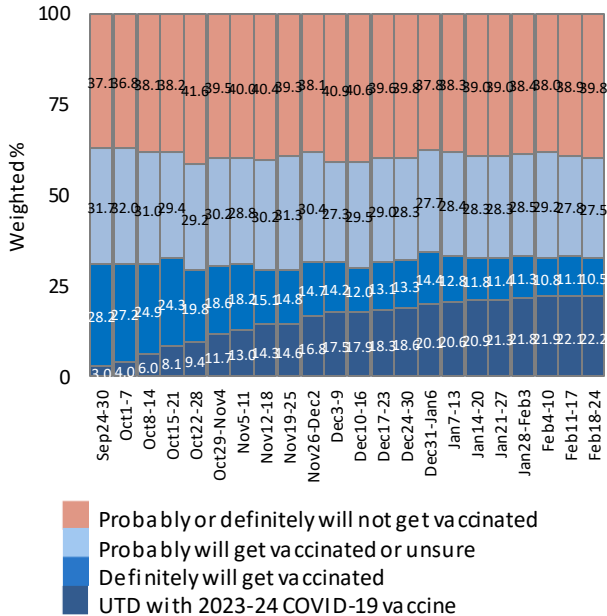 100
75
50
25
0
Weighted %
37.1 36.8 38.1 38.2 41.6 39.5 40.0 40.4 39.3 38.1 40.9 40.6 39.6 39.8 37.8 38.3 39.0 39.0 38.4 38.0 38.9 39.8
31.7 32.0 31.0 29.4 29.2 30.2 28.8 30.2 31.3 30.4 27.3 29.5 29.0 28.3 27.7 28.4 28.3 28.3 28.5 29.2 27.8 27.5
28.2 27.2 24.9 24.3 19.8 18.6 18.2 15.1 14.8 14.7 14.2 12.0 13.1 13.3 14.4 12.8 11.8 11.4 11.3 10.8 11.1 10.5
3.0 4.0 6.0 8.1 9.4 11.7 13.0 14.3 14.6 16.8 17.5 17.9 18.3 18.6 20.1 20.6 20.9 21.3 21.8 21.9 22.1 22.2
Sep24-30
Oct1-7
Oct8-14
Oct15-21
Oct22-28
Oct29-Nov4
Nov5-11
Nov12-18
Nov19-25
Nov26-Dec2
Dec3-9
Dec10-16
Dec17-23
Dec24-30
Dec31-Jan6
Jan7-13
Jan14-20
Jan21-27
Jan28-Feb3
Feb4-10
Feb11-17
Feb18-24
Probably or definitely will not get vaccinated
Probably will get vaccinated or unsure
Definitely will get vaccinated
UTD with 2023-24 COVID-19 vaccine